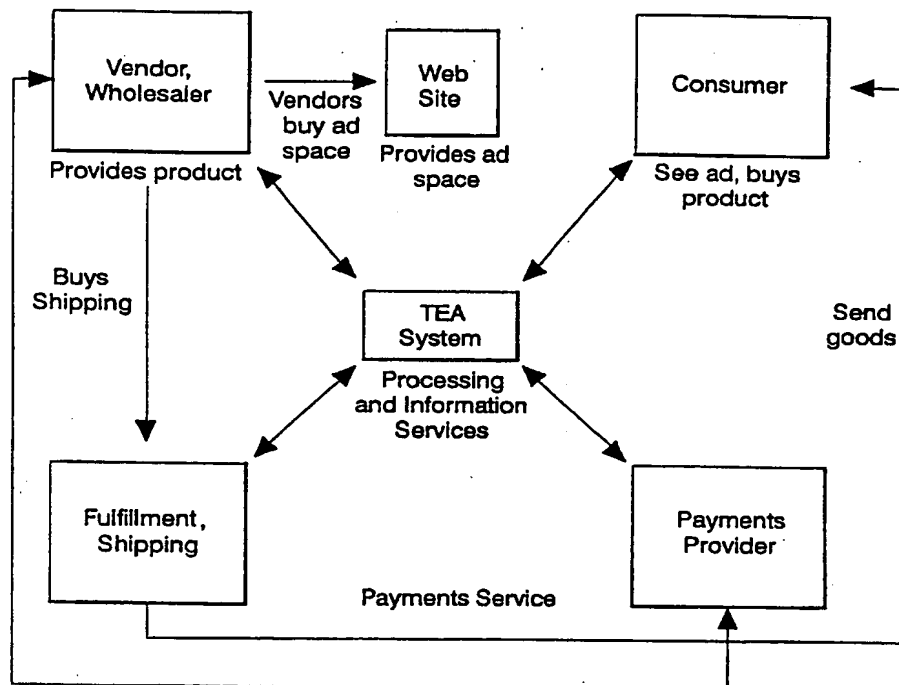 Vendor,
Wholesaler
Vendors
buy ad
space
Web
Site
Consumer
Provides product
Provides ad
space
See ad, buys
product
Buys
Shipping
TEA
System
Send
goods
Processing
and Information
Services
Fulfillment,
Shipping
Payments
Provider
Payments Service